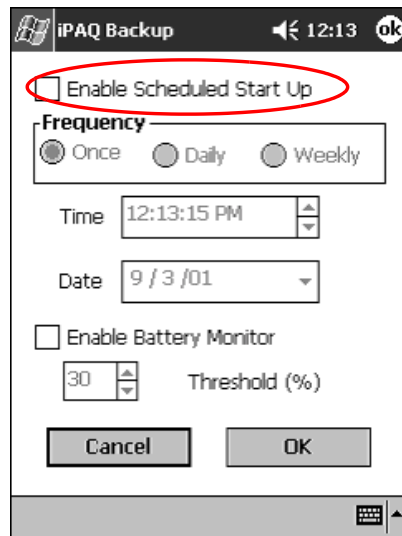 iPAQ Backup 12:13 ok
Enable Scheduled Start Up
Frequency
Once Daily Weekly
Time 12:13:15 PM
Date 9 / 3 /01
Enable Battery Monitor
30 Threshold (%)
Cancel OK